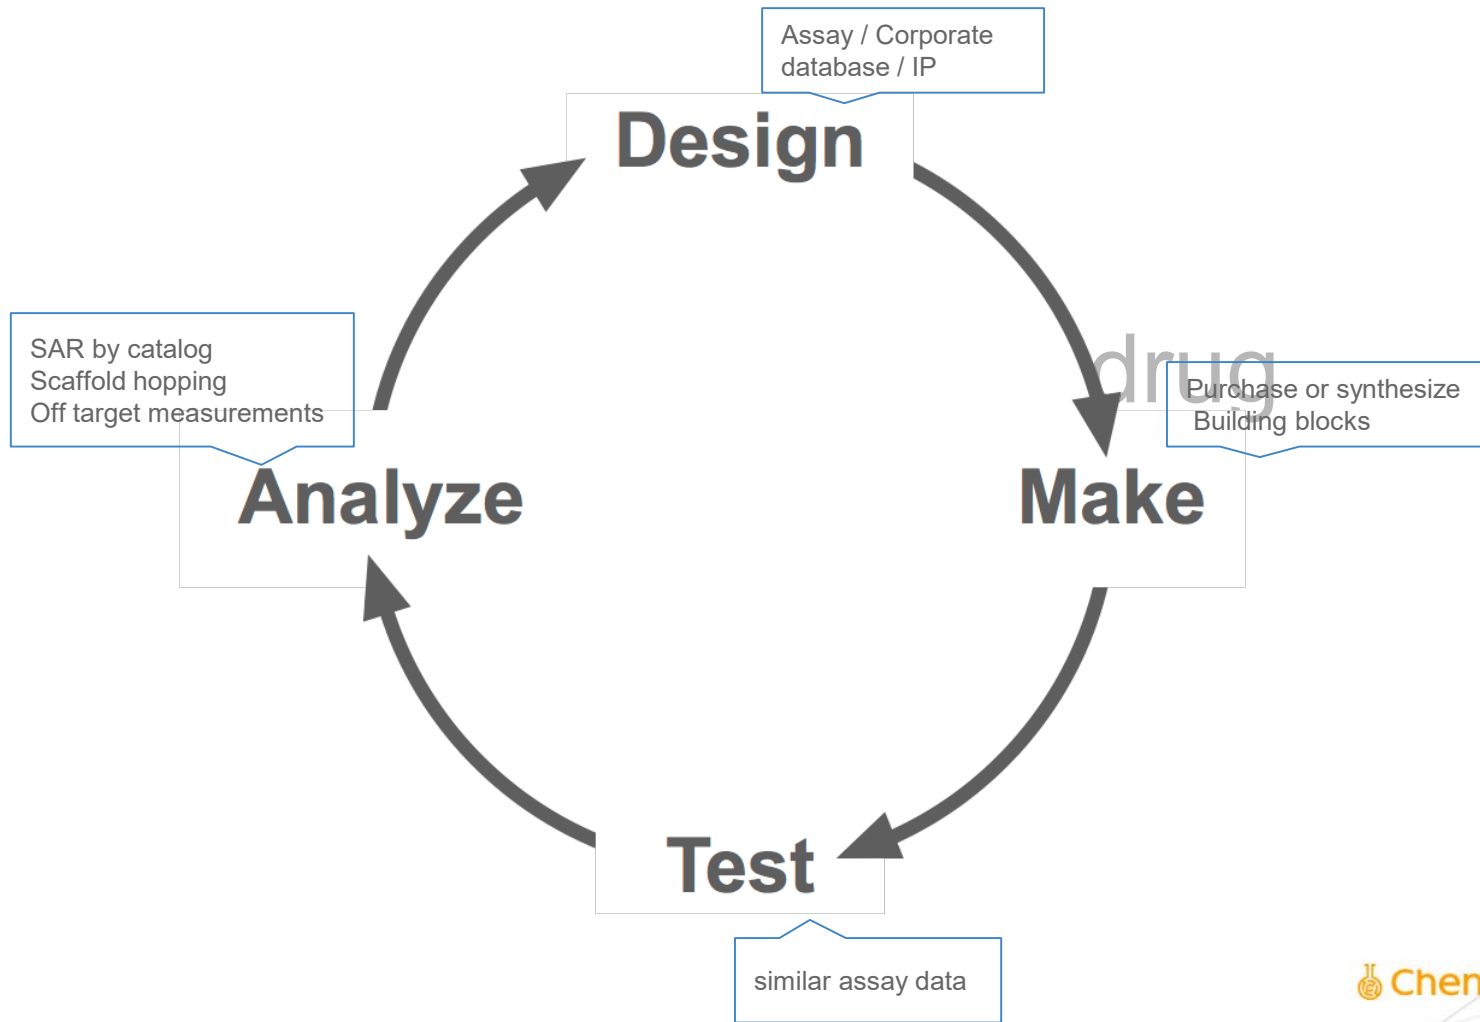 Assay / Corporate
database / IP
Design
drug
SAR by catalog
Scaffold hopping
Off target measurements
Purchase or synthesize
Building blocks
Analyze
Make
Test
similar assay data
Chem